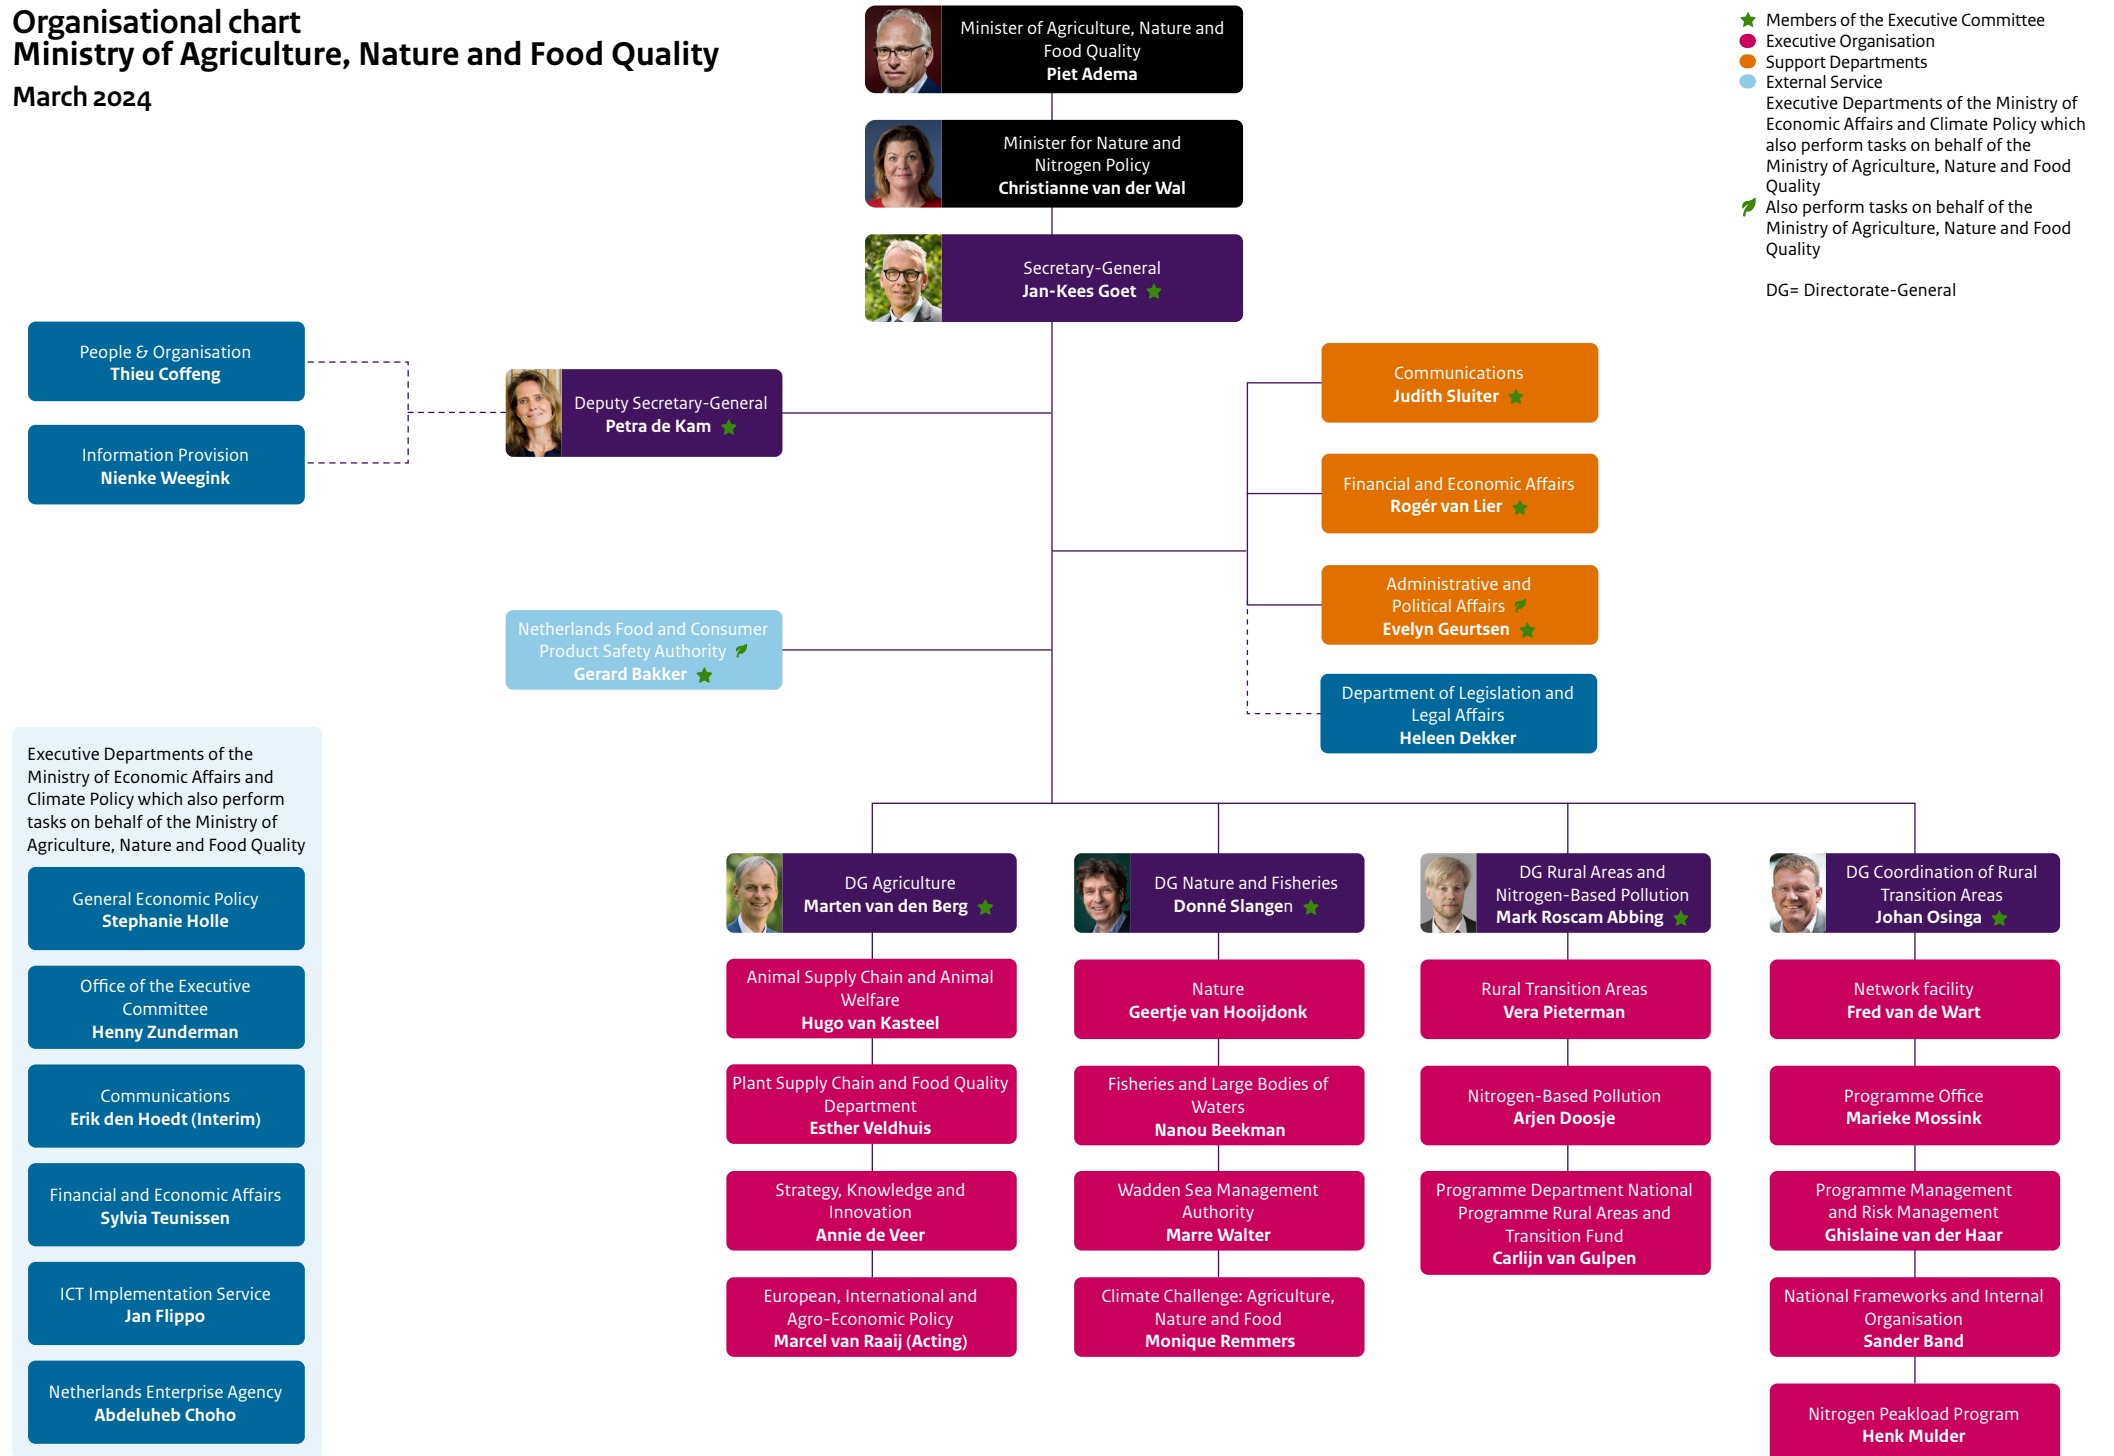 Organisational chart
Ministry of Agriculture, Nature and Food Quality
March 2024
Minister of Agriculture, Nature and
Food Quality
Piet Adema
Minister for Nature and
Nitrogen Policy
Christianne van der Wal
Secretary-General
Jan-Kees Goet
Members of the Executive Committee
Executive Organisation
Support Departments
External Service
Executive Departments of the Ministry of
Economic Affairs and Climate Policy which
also perform tasks on behalf of the
Ministry of Agriculture, Nature and Food
Quality
Also perform tasks on behalf of the
Ministry of Agriculture, Nature and Food
Quality
DG= Directorate-General
People & Organisation
Thieu Coffeng
Information Provision
Nienke Weegink
Deputy Secretary-General
Petra de Kam
Communications
Judith Sluiter
Financial and Economic Affairs
Rogér van Lier
Administrative and
Political Affairs
Evelyn Geurtsen
Department of Legislation and
Legal Affairs
Heleen Dekker
Netherlands Food and Consumer
Product Safety Authority
Gerard Bakker
Executive Departments of the
Ministry of Economic Affairs and
Climate Policy which also perform
tasks on behalf of the Ministry of
Agriculture, Nature and Food Quality
General Economic Policy
Stephanie Holle
Office of the Executive
Committee
Henny Zunderman
Communications
Erik den Hoedt (Interim)
Financial and Economic Affairs
Sylvia Teunissen
ICT Implementation Service
Jan Flippo
Netherlands Enterprise Agency
Abdeluheb Choho
DG Agriculture
Marten van den Berg
Animal Supply Chain and Animal
Welfare
Hugo van Kasteel
Plant Supply Chain and Food Quality
Department
Esther Veldhuis
Strategy, Knowledge and
Innovation
Annie de Veer
European, International and
Agro-Economic Policy
Marcel van Raaij (Acting)
DG Nature and Fisheries
Donné Slangen
Nature
Geertje van Hooijdonk
Fisheries and Large Bodies of
Waters
Nanou Beekman
Wadden Sea Management
Authority
Marre Walter
Climate Challenge: Agriculture,
Nature and Food
Monique Remmers
DG Rural Areas and
Nitrogen-Based Pollution
Mark Roscam Abbing
Rural Transition Areas
Vera Pieterman
Nitrogen-Based Pollution
Arjen Doosje
Programme Department National
Programme Rural Areas and
Transition Fund
Carlijn van Gulpen
DG Coordination of Rural
Transition Areas
Johan Osinga
Network facility
Fred van de Wart
Programme Office
Marieke Mossink
Programme Management
and Risk Management
Ghislaine van der Haar
National Frameworks and Internal
Organisation
Sander Band
Nitrogen Peakload Program
Henk Mulder